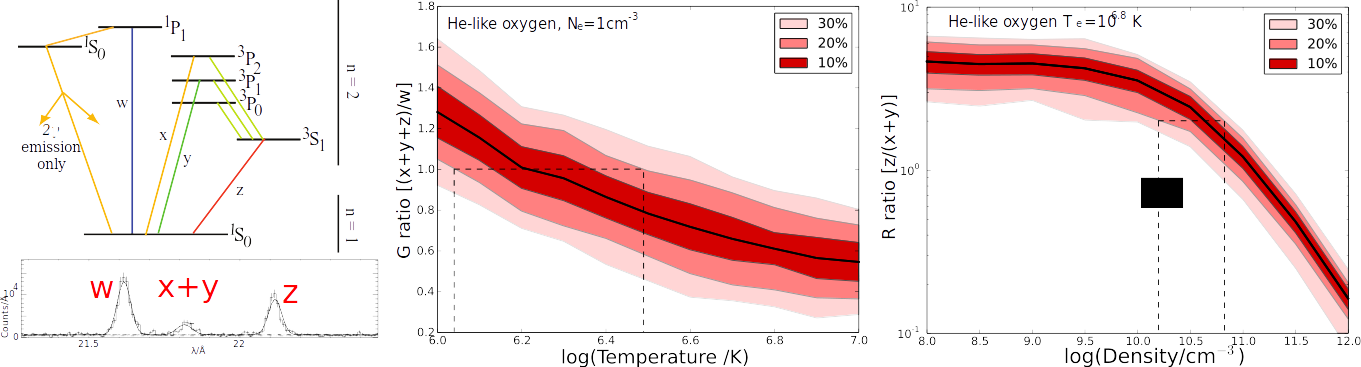 ¹P₁
¹S₀
³P₂
³P₁
³P₀
³S₁
n = 2
w
x
y
z
emission
only
¹S₀
n = 1
w
x+y
z
Counts/Å
10⁴
0
21.5
22
λ/Å
He-like oxygen, Nₑ=1cm⁻³
30%
20%
10%
G ratio [(x+y+z)/w]
1.8
1.6
1.4
1.2
1.0
0.8
0.6
0.4
0.2
6.0
6.2
6.4
6.6
6.8
7.0
log(Temperature /K)
He-like oxygen Tₑ=10⁶·⁸ K
30%
20%
10%
R ratio [z/(x+y)]
10¹
10⁰
10⁻¹
8.0
8.5
9.0
9.5
10.0
10.5
11.0
11.5
12.0
log(Density/cm⁻³)